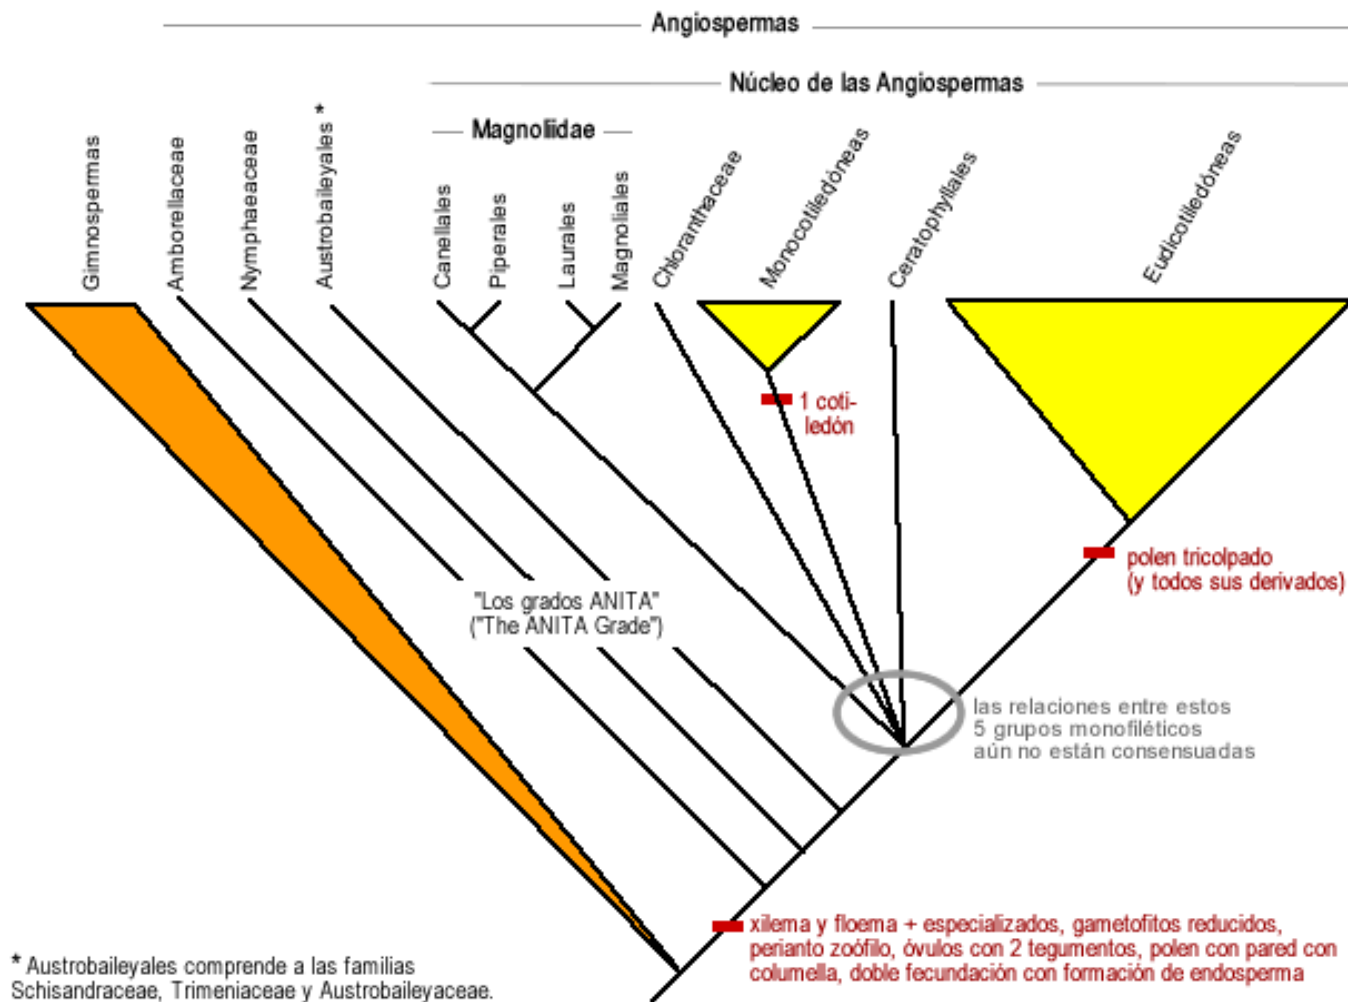 Angiospermas
Núcleo de las Angiospermas
Magnoliidae
Gimnospermas
Amborellaceae
Nymphaeaceae
Austrobaileyales *
Canellales
Piperales
Laurales
Magnoliales
Chloranthaceae
Monocotiledóneas
Ceratophyllales
Eudicotiledóneas
1 coti-
ledón
polen tricolpado
(y todos sus derivados)
"Los grados ANITA"
("The ANITA Grade")
las relaciones entre estos
5 grupos monofiléticos
aún no están consensuadas
xilema y floema + especializados, gametofitos reducidos,
perianto zoófilo, óvulos con 2 tegumentos, polen con pared con
columella, doble fecundación con formación de endosperma
* Austrobaileyales comprende a las familias
Schisandraceae, Trimeniaceae y Austrobaileyaceae.